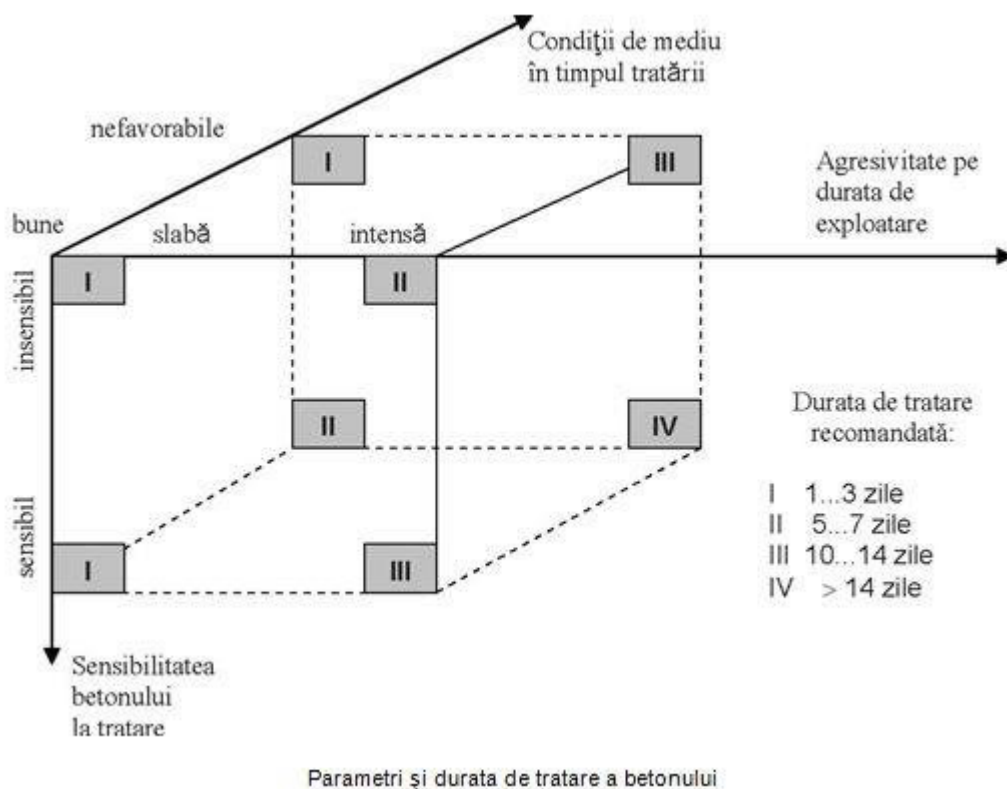 Condiţii de mediu
în timpul tratării
nefavorabile
I
III
Agresivitate pe
durata de
exploatare
bune
slabă
intensă
I
II
insensibil
II
IV
Durata de tratare
recomandată:
I 1...3 zile
II 5...7 zile
III 10...14 zile
IV > 14 zile
sensibil
I
III
Sensibilitatea
betonului
la tratare
Parametri şi durata de tratare a betonului